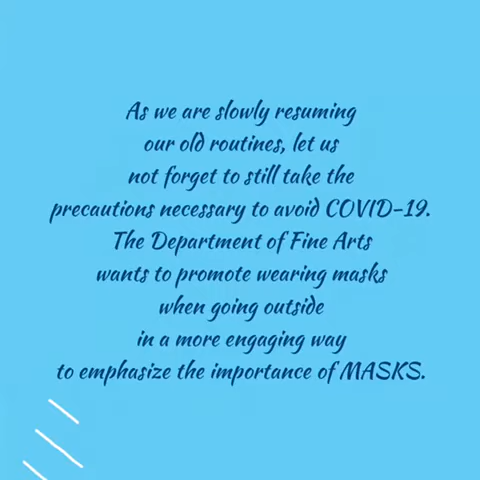 As we are slowly resuming
our old routines, let us
not forget to still take the
precautions necessary to avoid COVID-19.
The Department of Fine Arts
wants to promote wearing masks
when going outside
in a more engaging way
to emphasize the importance of MASKS.